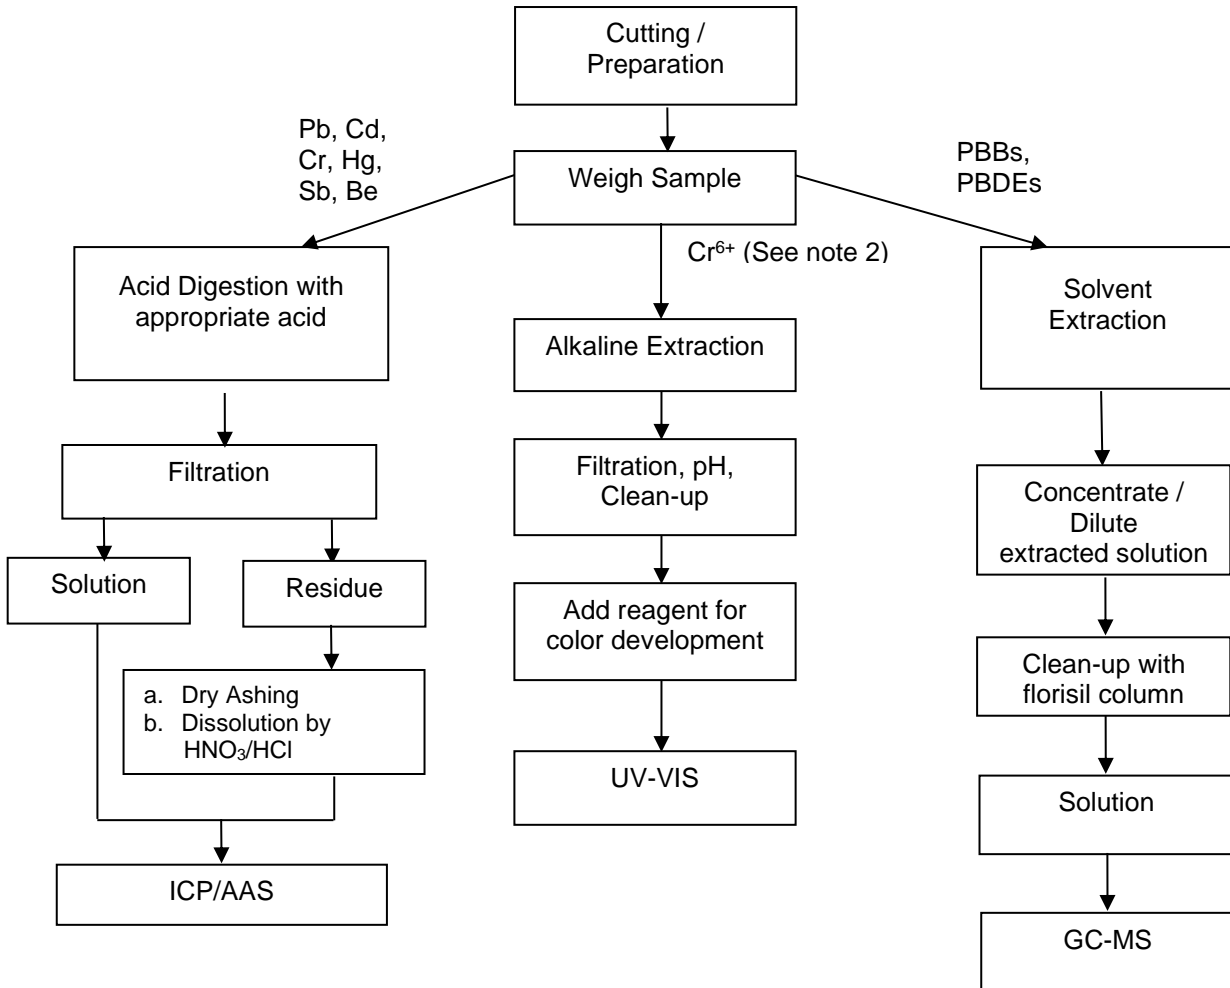 Cutting /
Preparation
Pb, Cd,
Cr, Hg,
Sb, Be
Weigh Sample
PBBs,
PBDEs
Cr⁶⁺ (See note 2)
Acid Digestion with
appropriate acid
Solvent
Extraction
Alkaline Extraction
Filtration
Filtration, pH,
Clean-up
Concentrate /
Dilute
extracted solution
Solution
Residue
Add reagent for
color development
a. Dry Ashing
b. Dissolution by
HNO₃/HCl
Clean-up with
florisil column
UV-VIS
Solution
ICP/AAS
GC-MS